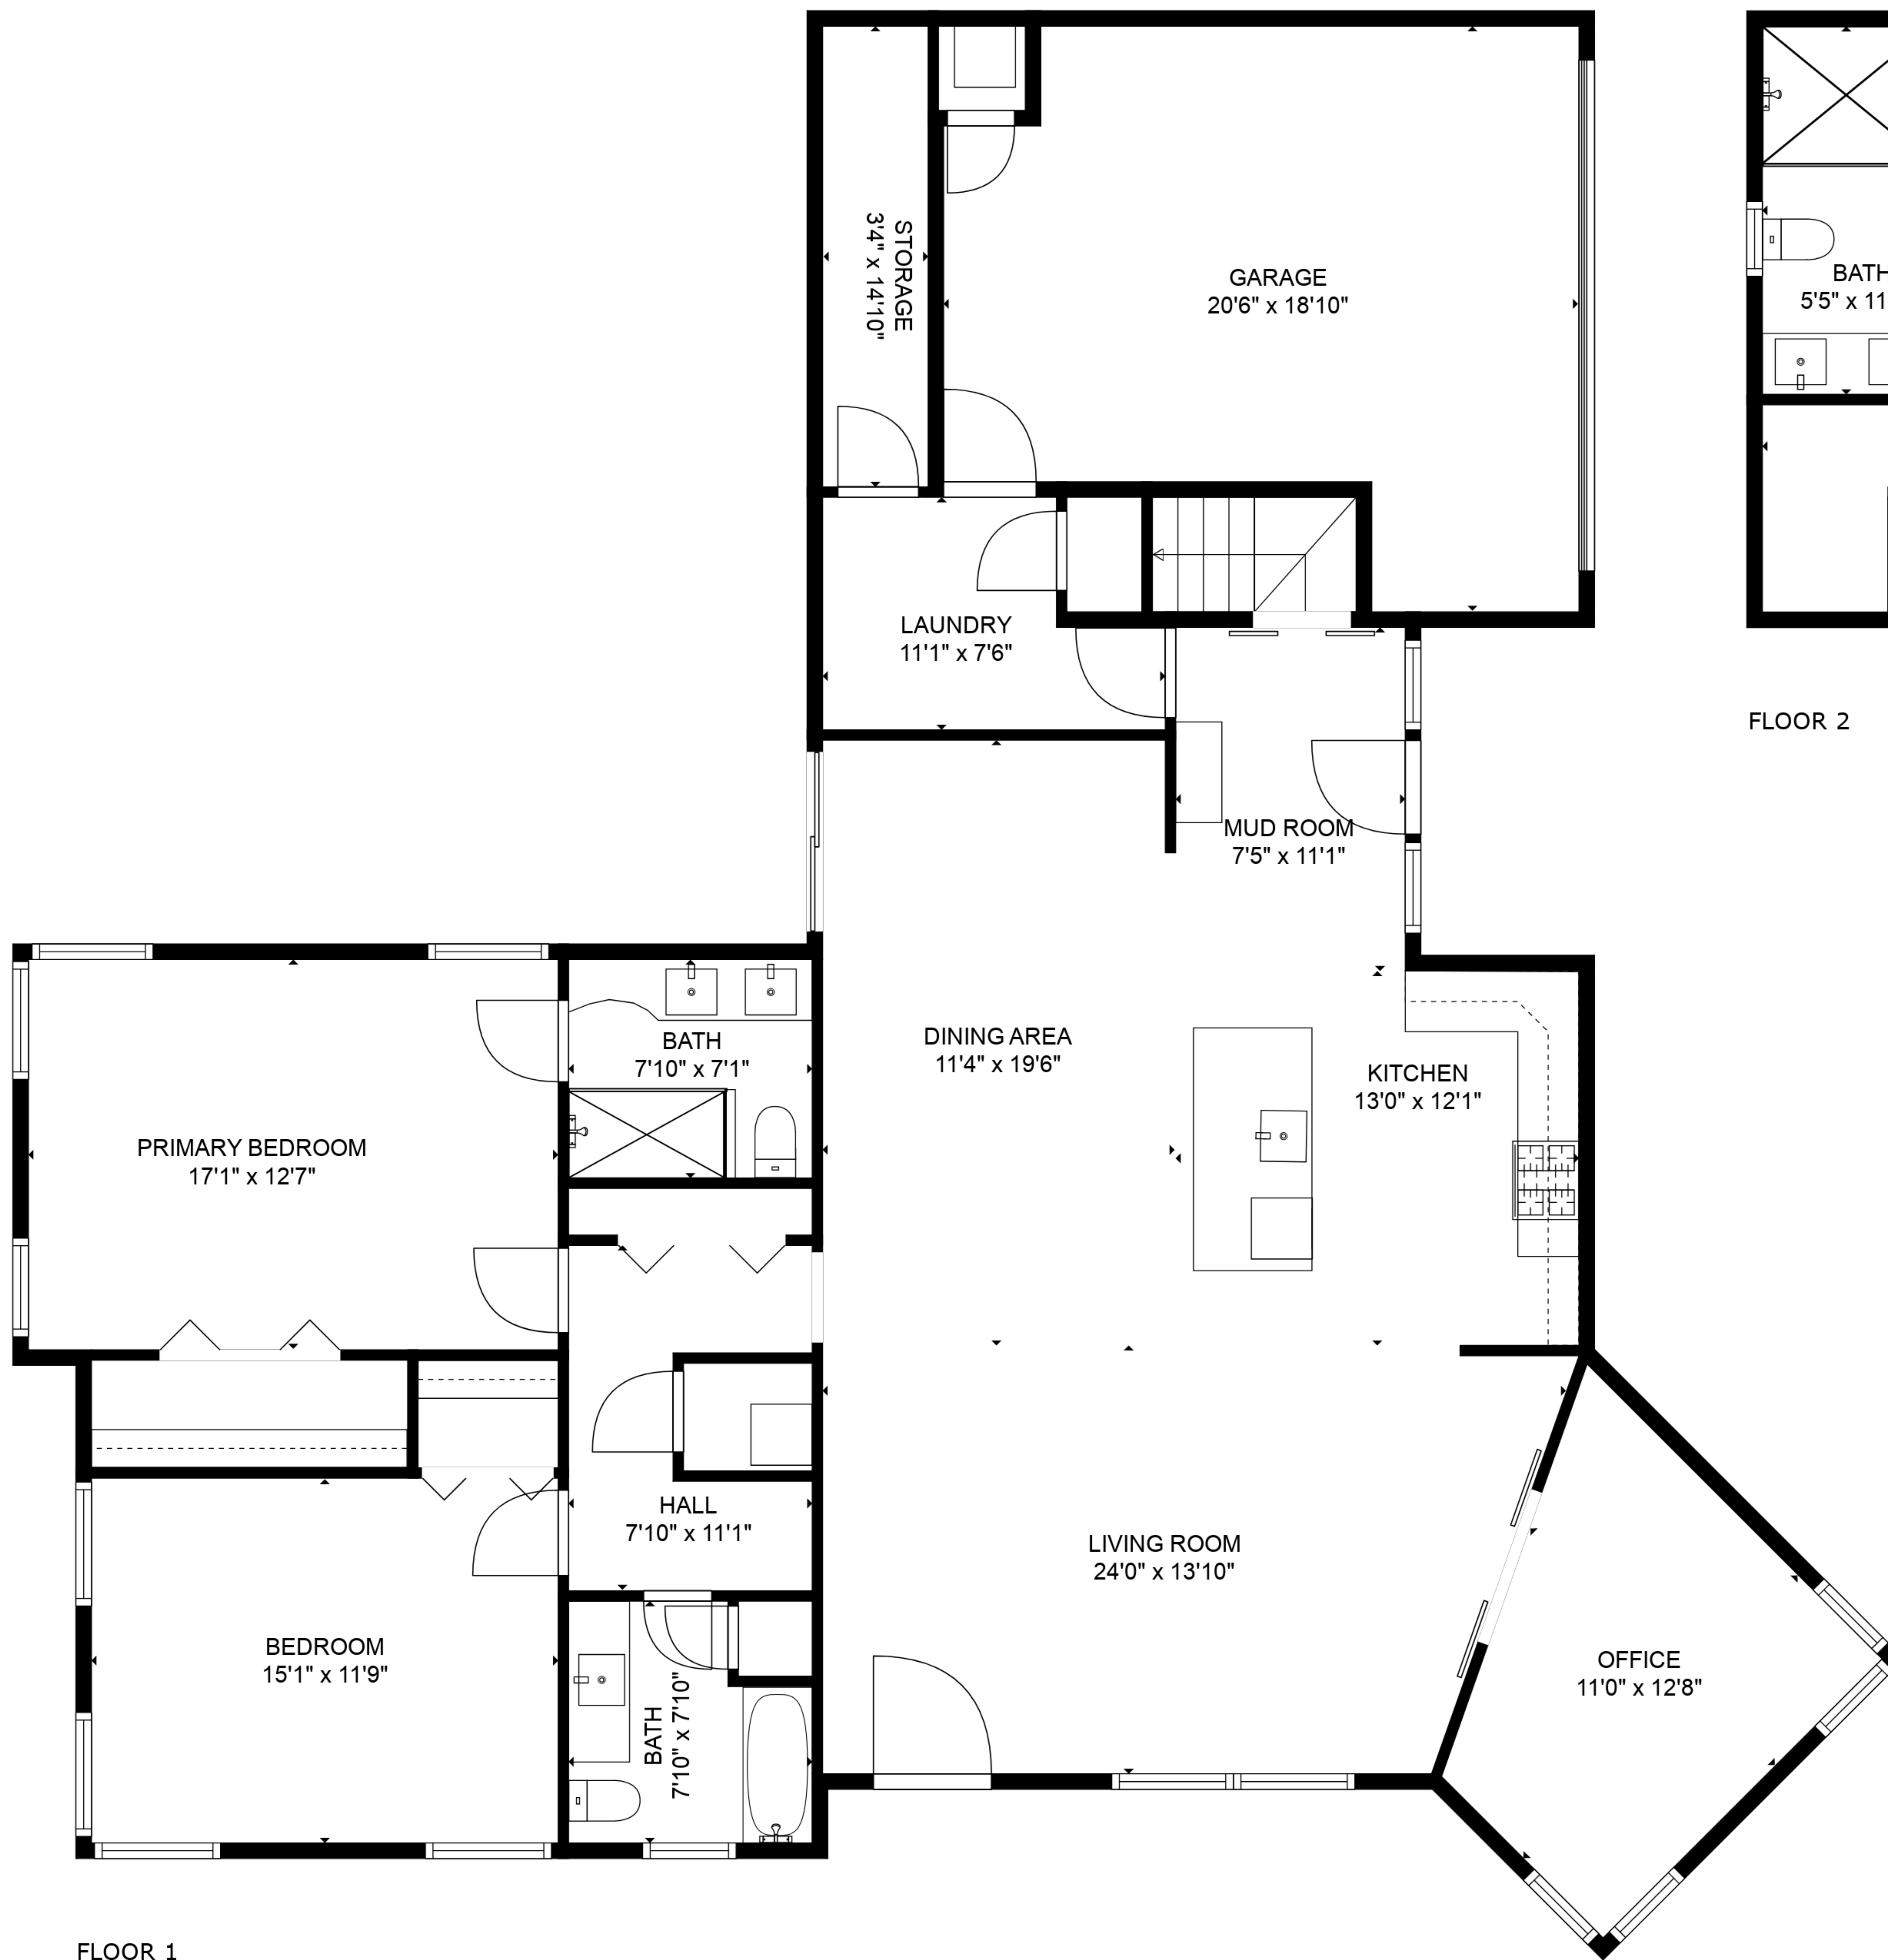 STORAGE
3'4" x 14'10"
GARAGE
20'6" x 18'10"
BATH
5'5" x 11
LAUNDRY
11'1" x 7'6"
FLOOR 2
MUD ROOM
7'5" x 11'1"
DINING AREA
11'4" x 19'6"
BATH
7'10" x 7'1"
KITCHEN
13'0" x 12'1"
PRIMARY BEDROOM
17'1" x 12'7"
HALL
7'10" x 11'1"
LIVING ROOM
24'0" x 13'10"
BEDROOM
15'1" x 11'9"
OFFICE
11'0" x 12'8"
BATH
7'10" x 7'10"
FLOOR 1